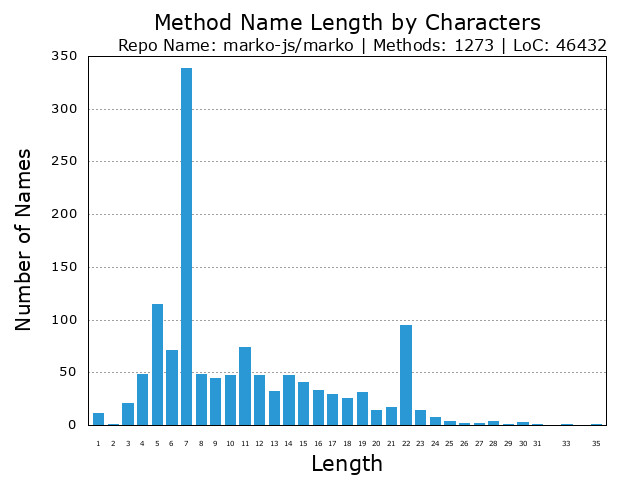 Method Name Length by Characters
Repo Name: marko-js/marko | Methods: 1273 | LoC: 46432
Number of Names
350
300
250
200
150
100
50
0
1 2 3 4 5 6 7 8 9 10 11 12 13 14 15 16 17 18 19 20 21 22 23 24 25 26 27 28 29 30 31 33 35
Length